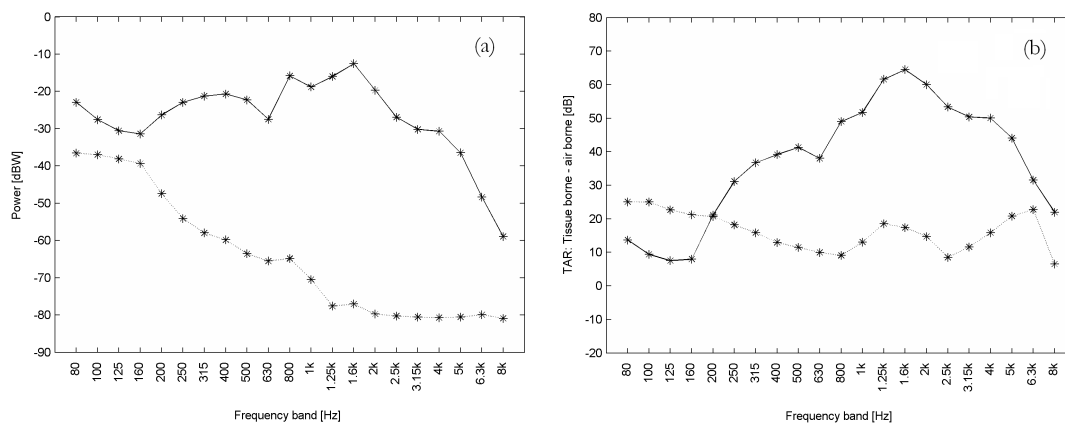 (a)
0
-10
-20
-30
-40
-50
-60
-70
-80
-90
Power [dBW]
80 100 125 160 200 250 315 400 500 630 800 1k 1.25k 1.6k 2k 2.5k 3.15k 4k 5k 6.3k 8k
Frequency band [Hz]
(b)
80
70
60
50
40
30
20
10
0
-10
-20
TAR: Tissue borne - air borne [dB]
80 100 125 160 200 250 315 400 500 630 800 1k 1.25k 1.6k 2k 2.5k 3.15k 4k 5k 6.3k 8k
Frequency band [Hz]